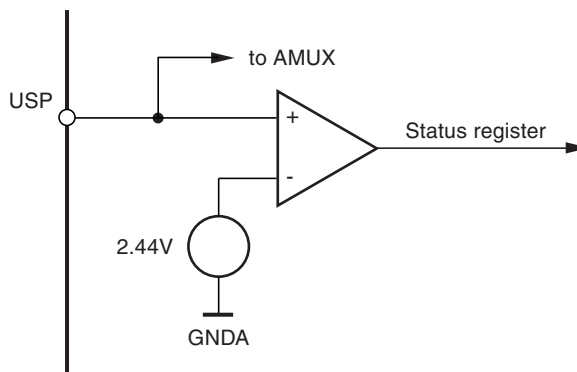 to AMUX
USP
+
Status register
-
2.44V
GNDA